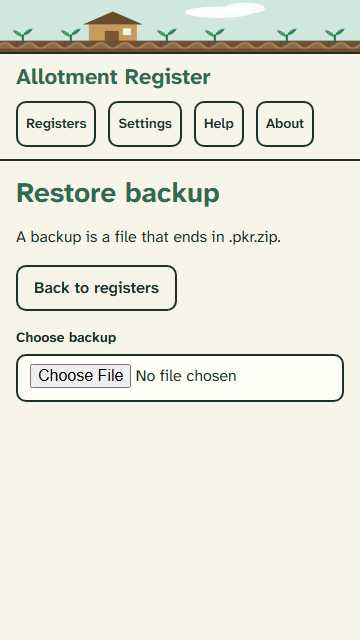 Allotment Register
Registers Settings Help About
Restore backup
A backup is a file that ends in .pkr.zip.
Back to registers
Choose backup
Choose File No file chosen